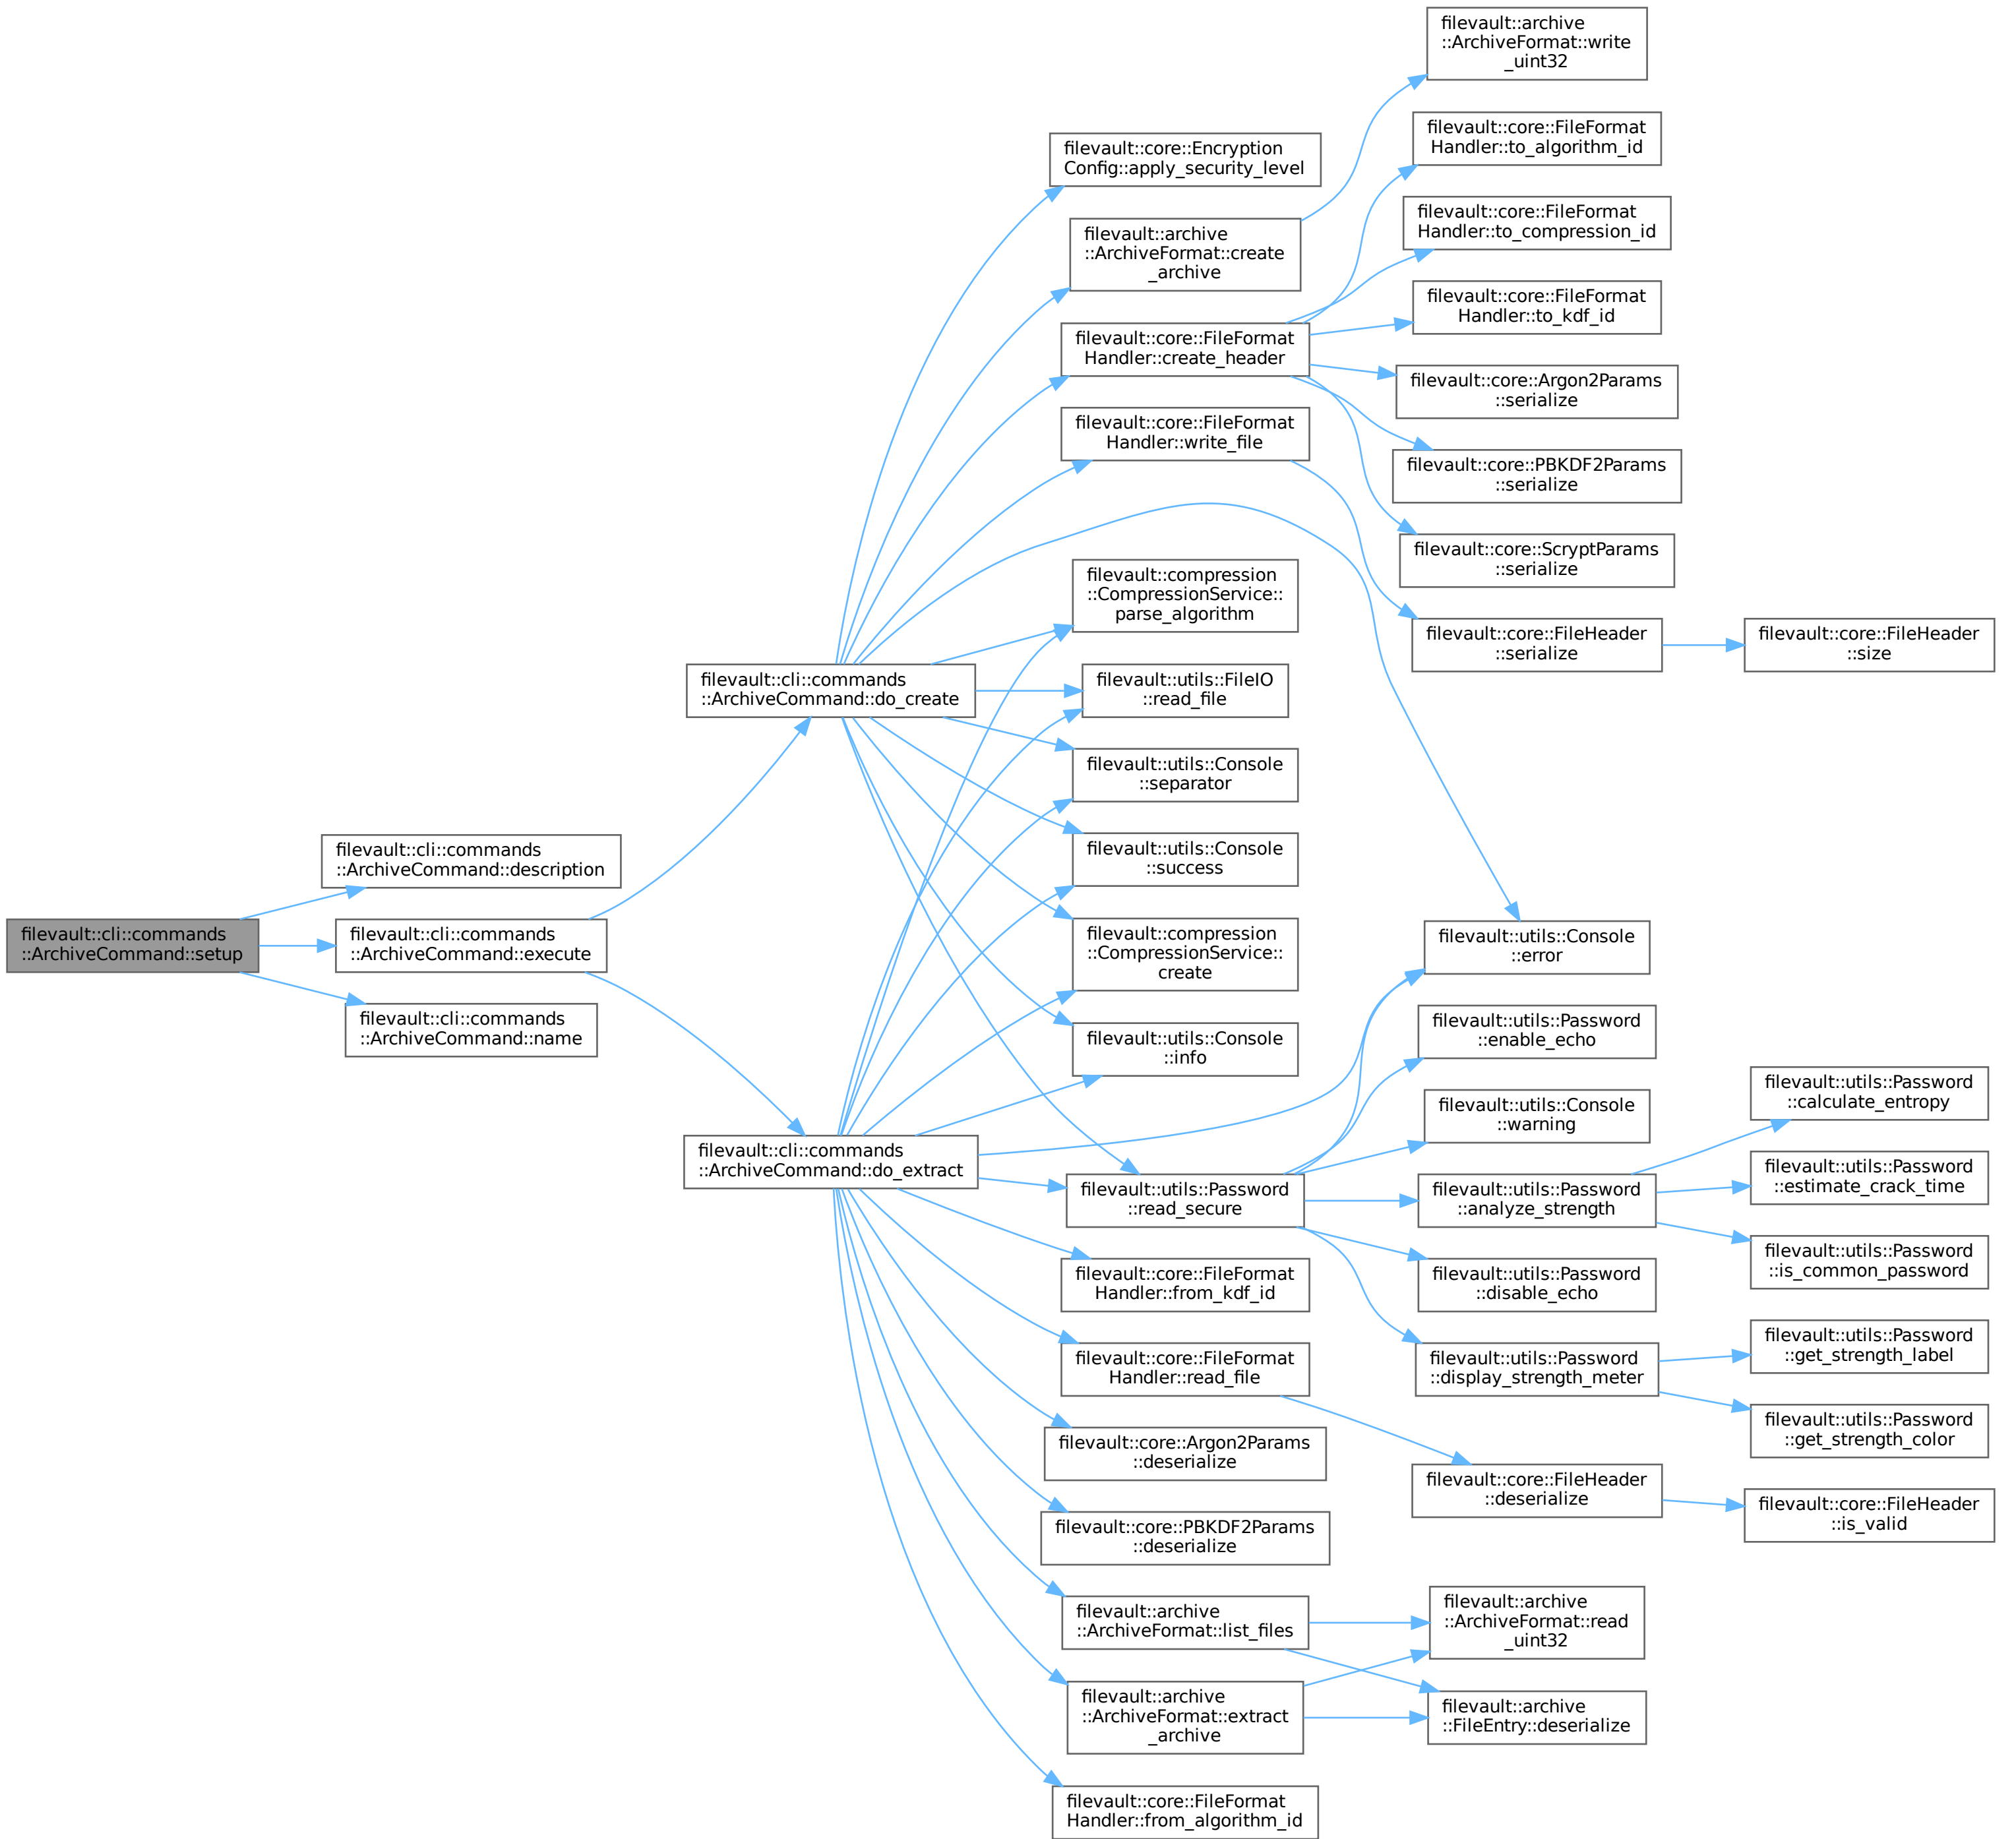 filevault::cli::commands
::ArchiveCommand::setup
filevault::cli::commands
::ArchiveCommand::description
filevault::cli::commands
::ArchiveCommand::execute
filevault::cli::commands
::ArchiveCommand::name
filevault::cli::commands
::ArchiveCommand::do_create
filevault::cli::commands
::ArchiveCommand::do_extract
filevault::core::Encryption
Config::apply_security_level
filevault::archive
::ArchiveFormat::create
_archive
filevault::core::FileFormat
Handler::create_header
filevault::core::FileFormat
Handler::write_file
filevault::compression
::CompressionService::
parse_algorithm
filevault::utils::FileIO
::read_file
filevault::utils::Console
::separator
filevault::utils::Console
::success
filevault::compression
::CompressionService::
create
filevault::utils::Console
::info
filevault::utils::Password
::read_secure
filevault::core::FileFormat
Handler::from_kdf_id
filevault::core::FileFormat
Handler::read_file
filevault::core::Argon2Params
::deserialize
filevault::core::PBKDF2Params
::deserialize
filevault::archive
::ArchiveFormat::list_files
filevault::archive
::ArchiveFormat::extract
_archive
filevault::core::FileFormat
Handler::from_algorithm_id
filevault::archive
::ArchiveFormat::write
_uint32
filevault::core::FileFormat
Handler::to_algorithm_id
filevault::core::FileFormat
Handler::to_compression_id
filevault::core::FileFormat
Handler::to_kdf_id
filevault::core::Argon2Params
::serialize
filevault::core::PBKDF2Params
::serialize
filevault::core::ScryptParams
::serialize
filevault::core::FileHeader
::serialize
filevault::utils::Console
::error
filevault::utils::Password
::enable_echo
filevault::utils::Console
::warning
filevault::utils::Password
::analyze_strength
filevault::utils::Password
::disable_echo
filevault::utils::Password
::display_strength_meter
filevault::core::FileHeader
::deserialize
filevault::archive
::ArchiveFormat::read
_uint32
filevault::archive
::FileEntry::deserialize
filevault::core::FileHeader
::size
filevault::utils::Password
::calculate_entropy
filevault::utils::Password
::estimate_crack_time
filevault::utils::Password
::is_common_password
filevault::utils::Password
::get_strength_label
filevault::utils::Password
::get_strength_color
filevault::core::FileHeader
::is_valid